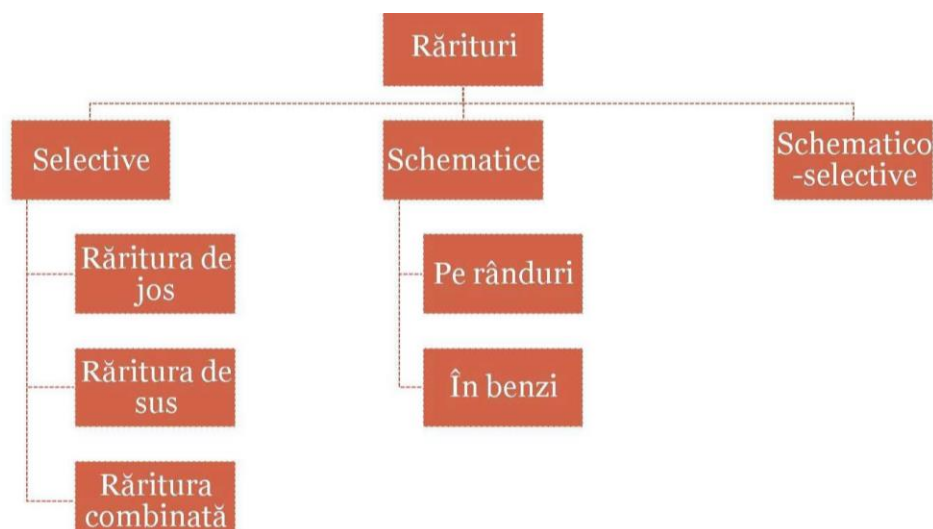 Rărituri
Selective
Schematice
Schematico
-selective
Răritura de
jos
Pe rânduri
Răritura de
sus
În benzi
Răritura
combinată